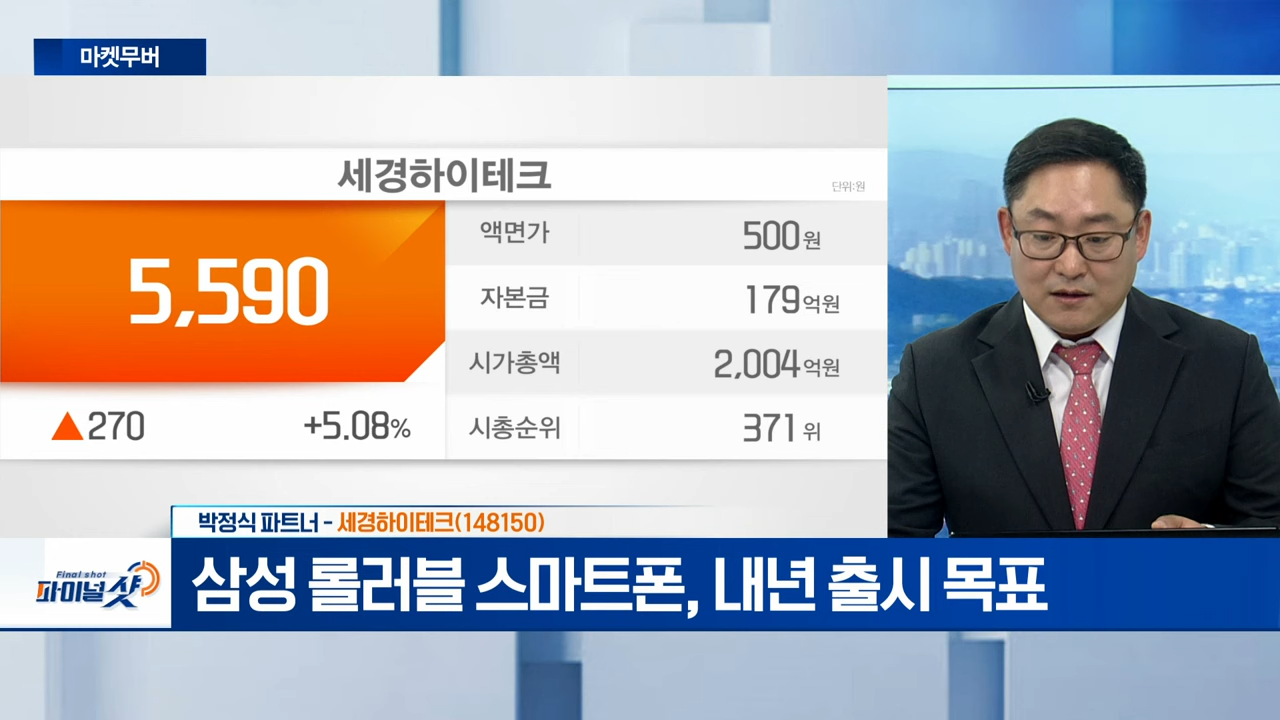 마켓무버
세경하이테크
단위:원
5,590
▲270 +5.08%
액면가 500원
자본금 179억원
시가총액 2,004억원
시총순위 371위
박정식 파트너 - 세경하이테크(148150)
Final shot
파이널샷
삼성 롤러블 스마트폰, 내년 출시 목표